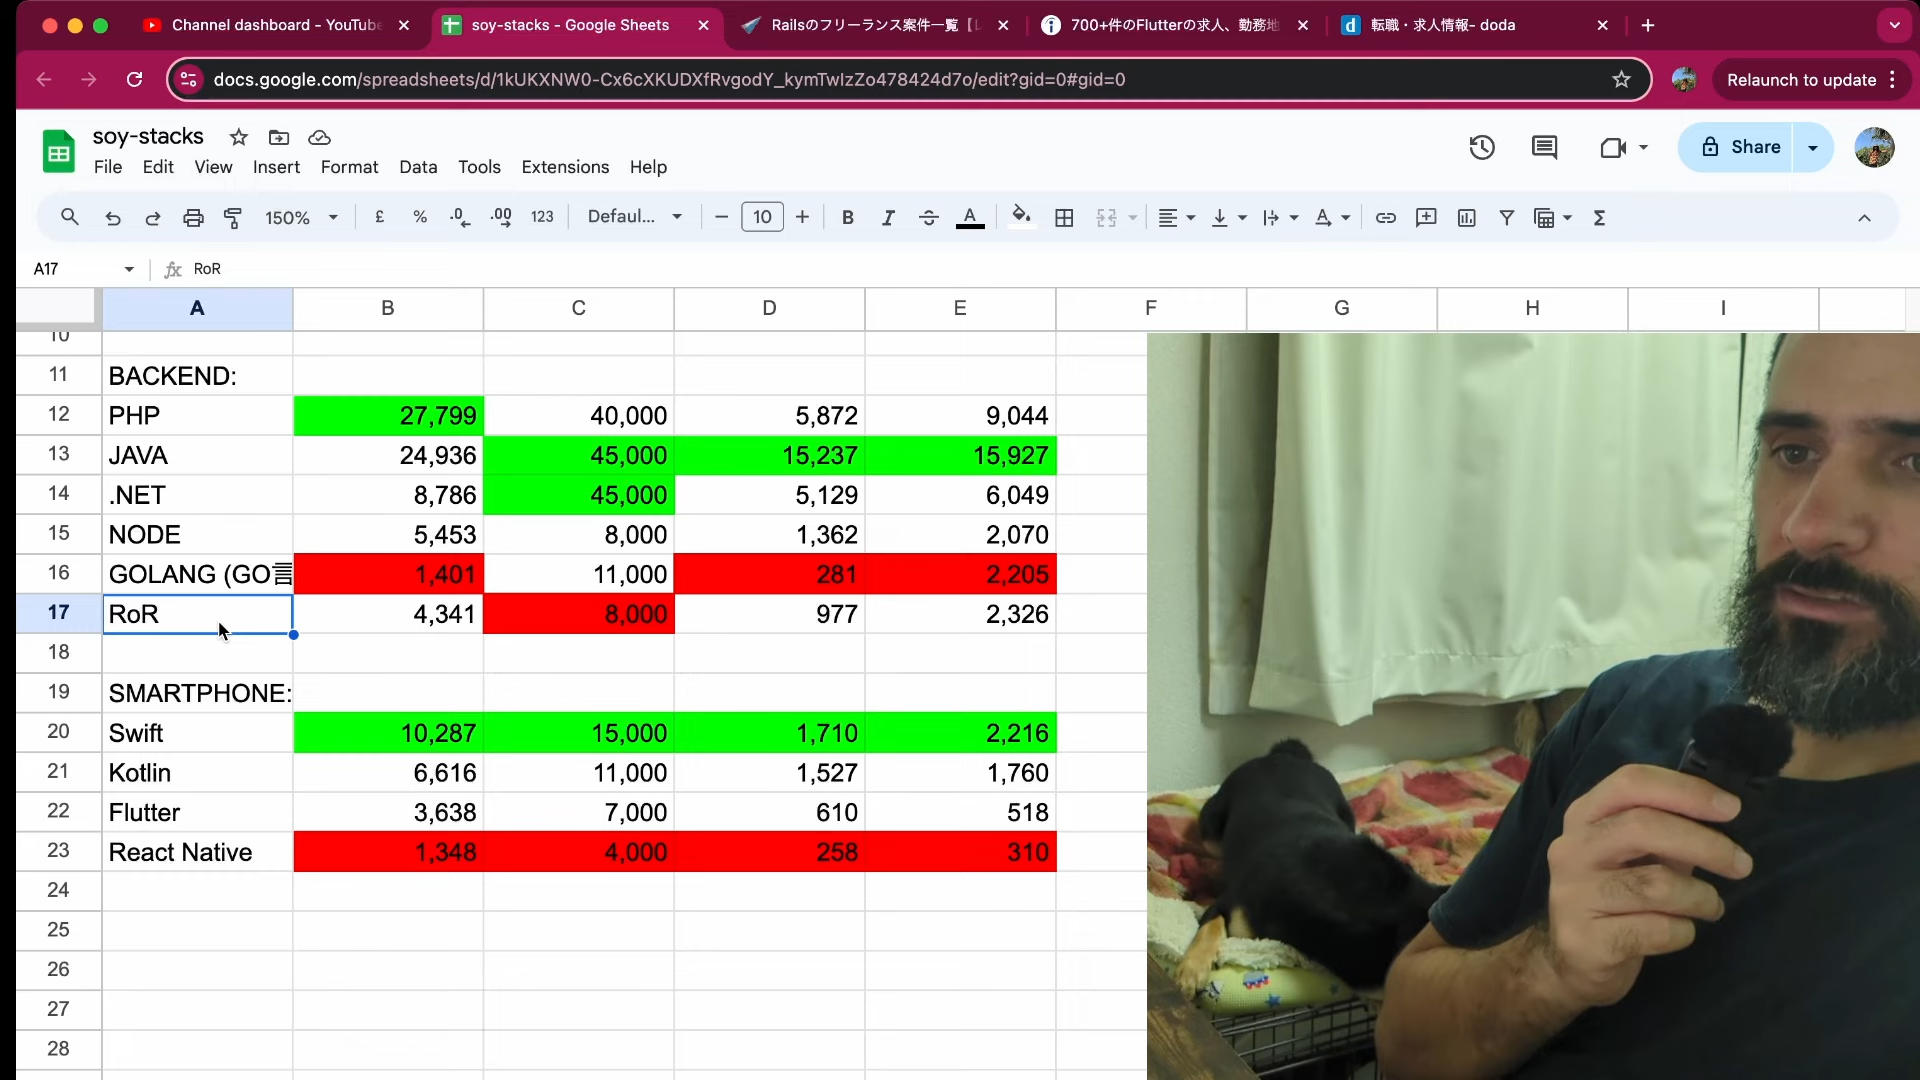 Channel dashboard - YouTube
soy-stacks - Google Sheets
Railsのフリーランス案件一覧
700+件のFlutterの求人、勤務地
転職・求人情報- doda
docs.google.com/spreadsheets/d/1kUKXNW0-Cx6cXKUDXfRvgodY_kymTwIzZo478424d7o/edit?gid=0#gid=0
Relaunch to update
soy-stacks
File Edit View Insert Format Data Tools Extensions Help
Share
150% £ % .0 .00 123 Defaul... 10 B I A Σ
A17 fx RoR
A B C D E F G H I
10
11 BACKEND:
12 PHP 27,799 40,000 5,872 9,044
13 JAVA 24,936 45,000 15,237 15,927
14 .NET 8,786 45,000 5,129 6,049
15 NODE 5,453 8,000 1,362 2,070
16 GOLANG (GO言 1,401 11,000 281 2,205
17 RoR 4,341 8,000 977 2,326
18
19 SMARTPHONE:
20 Swift 10,287 15,000 1,710 2,216
21 Kotlin 6,616 11,000 1,527 1,760
22 Flutter 3,638 7,000 610 518
23 React Native 1,348 4,000 258 310
24
25
26
27
28